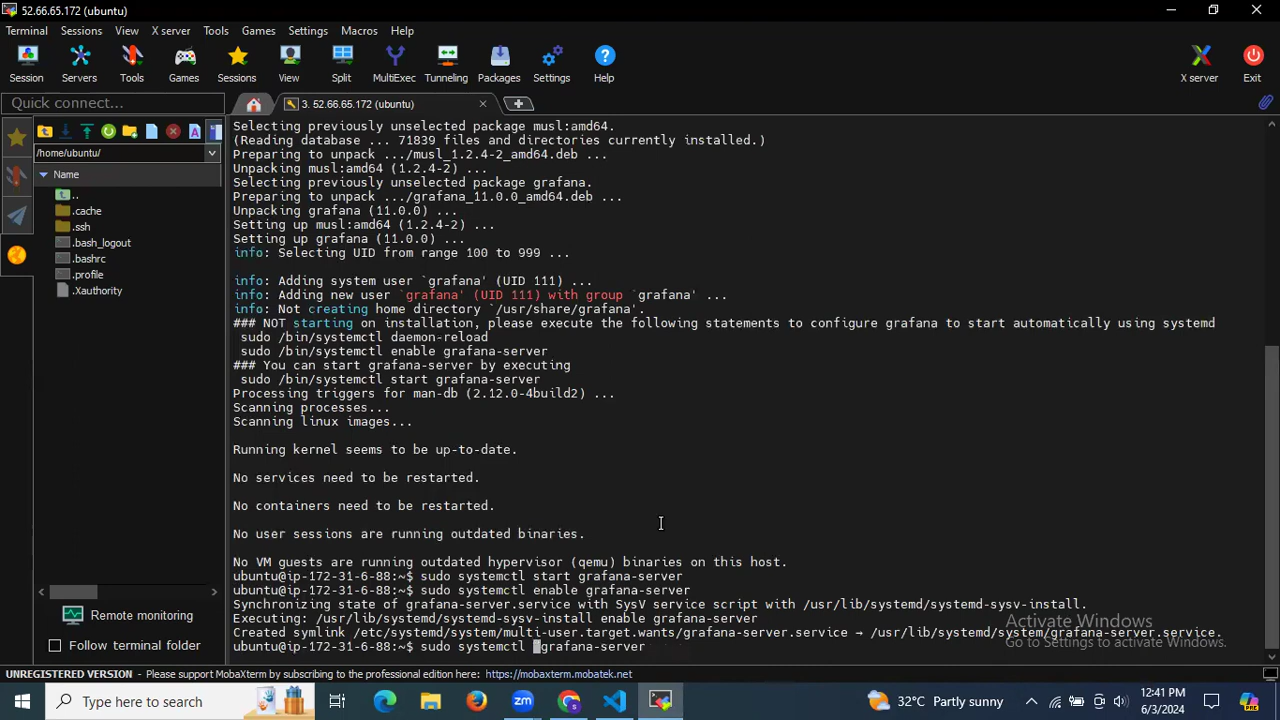 52.66.65.172 (ubuntu)
Terminal Sessions View X server Tools Games Settings Macros Help
Session Servers Tools Games Sessions View Split MultiExec Tunneling Packages Settings Help X server Exit
Quick connect...
3. 52.66.65.172 (ubuntu)
/home/ubuntu/
Name
..
.cache
.ssh
.bash_logout
.bashrc
.profile
.Xauthority
Remote monitoring
Follow terminal folder
Selecting previously unselected package musl:amd64.
(Reading database ... 71839 files and directories currently installed.)
Preparing to unpack .../musl_1.2.4-2_amd64.deb ...
Unpacking musl:amd64 (1.2.4-2) ...
Selecting previously unselected package grafana.
Preparing to unpack .../grafana_11.0.0_amd64.deb ...
Unpacking grafana (11.0.0) ...
Setting up musl:amd64 (1.2.4-2) ...
Setting up grafana (11.0.0) ...
info: Selecting UID from range 100 to 999 ...
info: Adding system user `grafana' (UID 111) ...
info: Adding new user `grafana' (UID 111) with group `grafana' ...
info: Not creating home directory `/usr/share/grafana'.
### NOT starting on installation, please execute the following statements to configure grafana to start automatically using systemd
sudo /bin/systemctl daemon-reload
sudo /bin/systemctl enable grafana-server
### You can start grafana-server by executing
sudo /bin/systemctl start grafana-server
Processing triggers for man-db (2.12.0-4build2) ...
Scanning processes...
Scanning linux images...
Running kernel seems to be up-to-date.
No services need to be restarted.
No containers need to be restarted.
No user sessions are running outdated binaries.
No VM guests are running outdated hypervisor (qemu) binaries on this host.
ubuntu@ip-172-31-6-88:~$ sudo systemctl start grafana-server
ubuntu@ip-172-31-6-88:~$ sudo systemctl enable grafana-server
Synchronizing state of grafana-server.service with SysV service script with /usr/lib/systemd/systemd-sysv-install.
Executing: /usr/lib/systemd/systemd-sysv-install enable grafana-server
Created symlink /etc/systemd/system/multi-user.target.wants/grafana-server.service → /usr/lib/systemd/system/grafana-server.service.
ubuntu@ip-172-31-6-88:~$ sudo systemctl grafana-server
Activate Windows
Go to Settings to activate Windows.
UNREGISTERED VERSION - Please support MobaXterm by subscribing to the professional edition here: https://mobaxterm.mobatek.net
Type here to search
zm
32°C Partly sunny
12:41 PM
6/3/2024